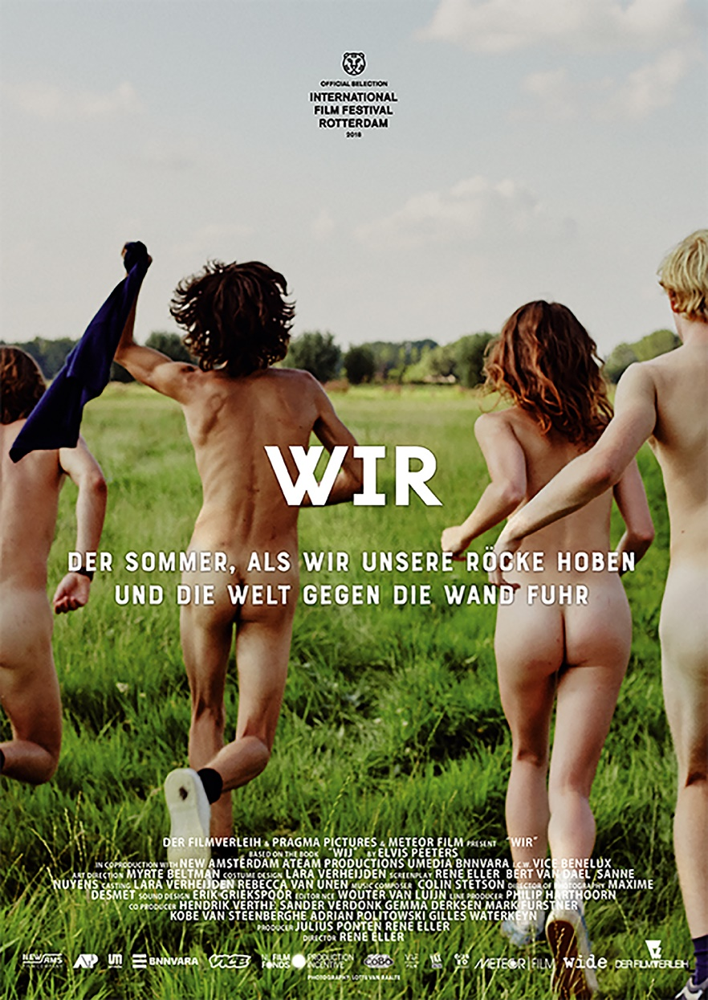 OFFICIAL SELECTION
INTERNATIONAL
FILM FESTIVAL
ROTTERDAM
2018
WIR
DER SOMMER, ALS WIR UNSERE RÖCKE HOBEN
UND DIE WELT GEGEN DIE WAND FUHR
DER FILMVERLEIH & PRAGMA PICTURES & METEOR FILM PRESENT "WIR"
BASED ON THE BOOK "WIJ" BY ELVIS PEETERS
IN COPRODUCTION WITH NEW AMSTERDAM ATEAM PRODUCTIONS UMEDIA BNNVARA I.C.W. VICE BENELUX
ART DIRECTION MYRTE BELTMAN COSTUME DESIGN LARA VERHEIJDEN SCREENPLAY RENE ELLER BERT VAN DAEL SANNE
NUYENS CASTING LARA VERHEIJDEN REBECCA VAN UNEN MUSIC COMPOSER COLIN STETSON DIRECTOR OF PHOTOGRAPHY MAXIME
DESMET SOUND DESIGN ERIK GRIEKSPOOR EDITOR NCE WOUTER VAN LUIJN LINE PRODUCER PHILIP HARTHOORN
CO PRODUCER HENDRIK VERTHE SANDER VERDONK GEMMA DERKSEN MARK FURSTNER
KOBE VAN STEENBERGHE ADRIAN POLITOWSKI GILLES WATERKEYN
PRODUCER JULIUS PONTEN RENE ELLER
DIRECTOR RENE ELLER
NEW AMS ATP UM BNNVARA VICE FILM FONDS PRODUCTION INCENTIVE COBO METEOR FILM wide DER FILMVERLEIH
PHOTOGRAPHY: LOTTE VAN RAALTE